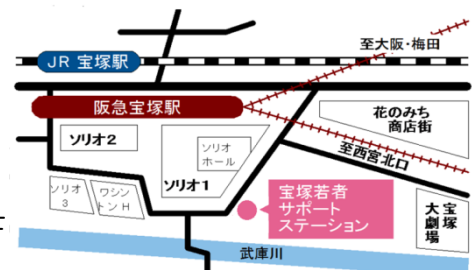 至大阪・梅田
JR 宝塚駅
阪急宝塚駅
花のみち
商店街
ソリオ2
ソリオ
ホール
至西宮北口
ソリオ1
ソリオ
3
ワシン
トンH
宝塚若者
サポート
ステーション
宝塚
大劇場
武庫川